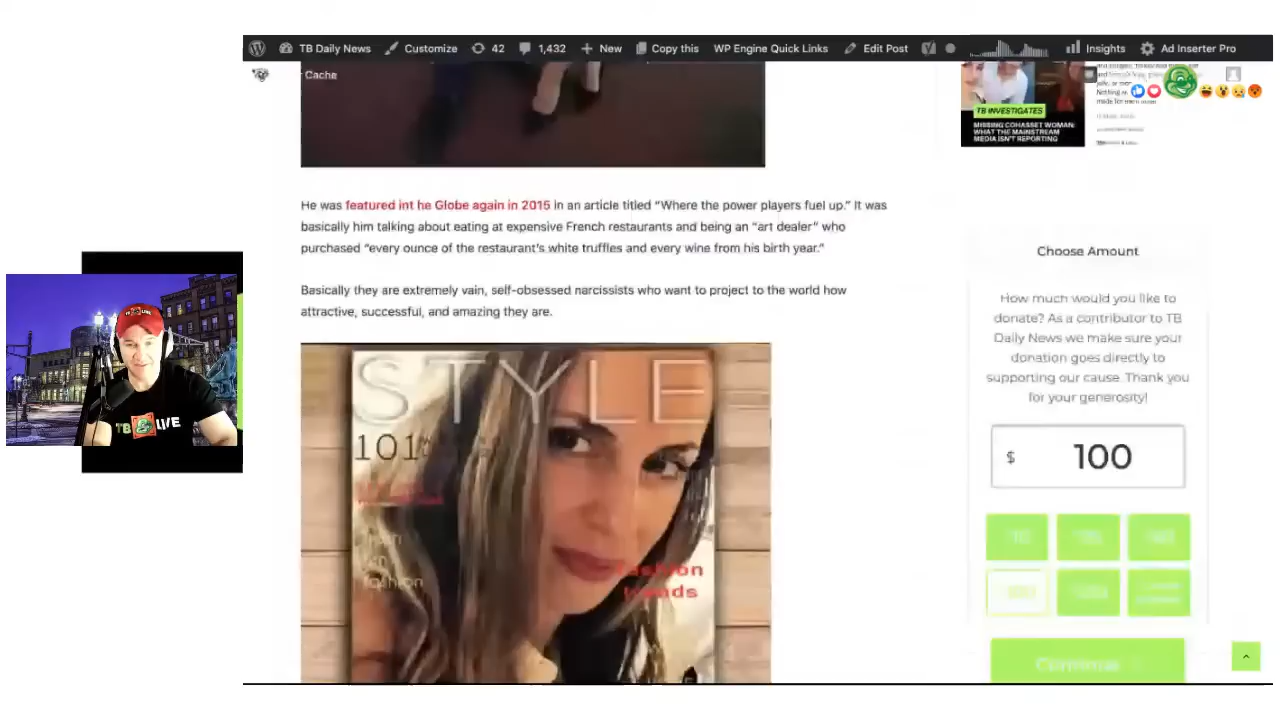 TB Daily News Customize 42 1,432 New Copy this WP Engine Quick Links Edit Post Insights Ad Inserter Pro
Cache
TB INVESTIGATES
MISSING COHASSET WOMAN:
WHAT THE MAINSTREAM
MEDIA ISN'T REPORTING
He was featured int he Globe again in 2015 in an article titled “Where the power players fuel up.” It was
basically him talking about eating at expensive French restaurants and being an “art dealer” who
purchased “every ounce of the restaurant's white truffles and every wine from his birth year.”
Basically they are extremely vain, self-obsessed narcissists who want to project to the world how
attractive, successful, and amazing they are.
STYLE
101
fashion
fashion
trends
TB LIVE
TB LIVE
Choose Amount
How much would you like to
donate? As a contributor to TB
Daily News we make sure your
donation goes directly to
supporting our cause. Thank you
for your generosity!
$ 100
Continue